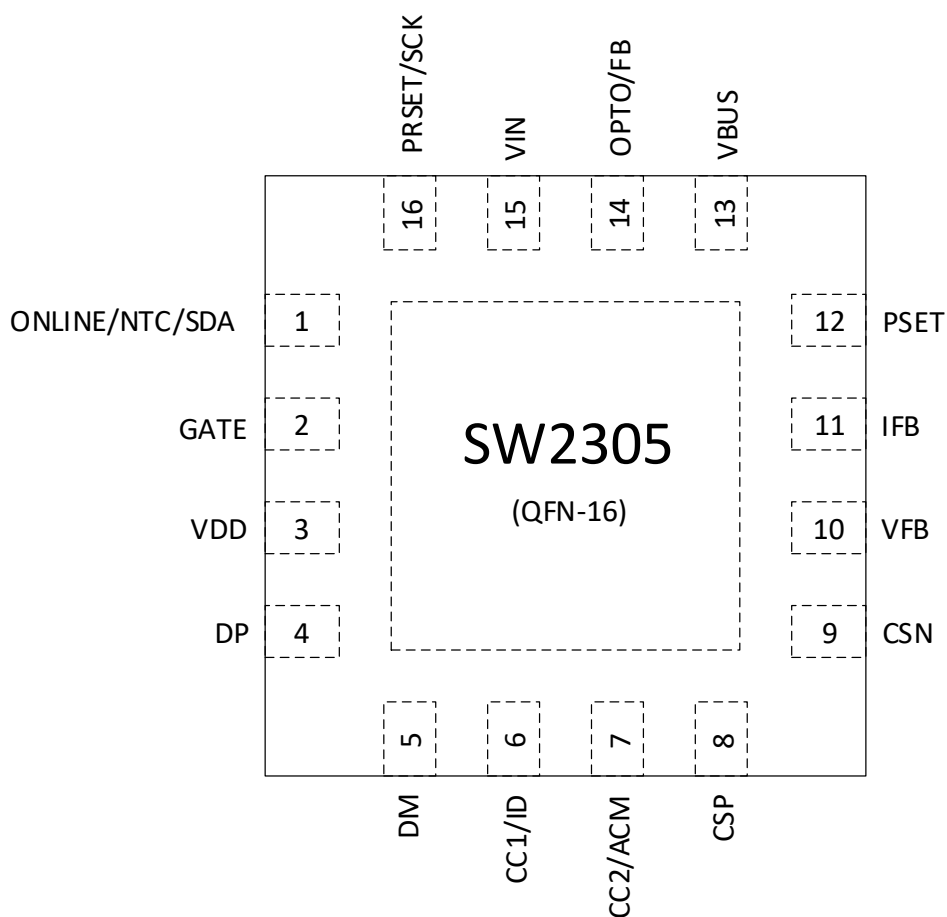 PRSET/SCK
VIN
OPTO/FB
VBUS
16
15
14
13
ONLINE/NTC/SDA
1
12
PSET
GATE
2
11
IFB
SW2305
(QFN-16)
VDD
3
10
VFB
DP
4
9
CSN
5
6
7
8
DM
CC1/ID
CC2/ACM
CSP